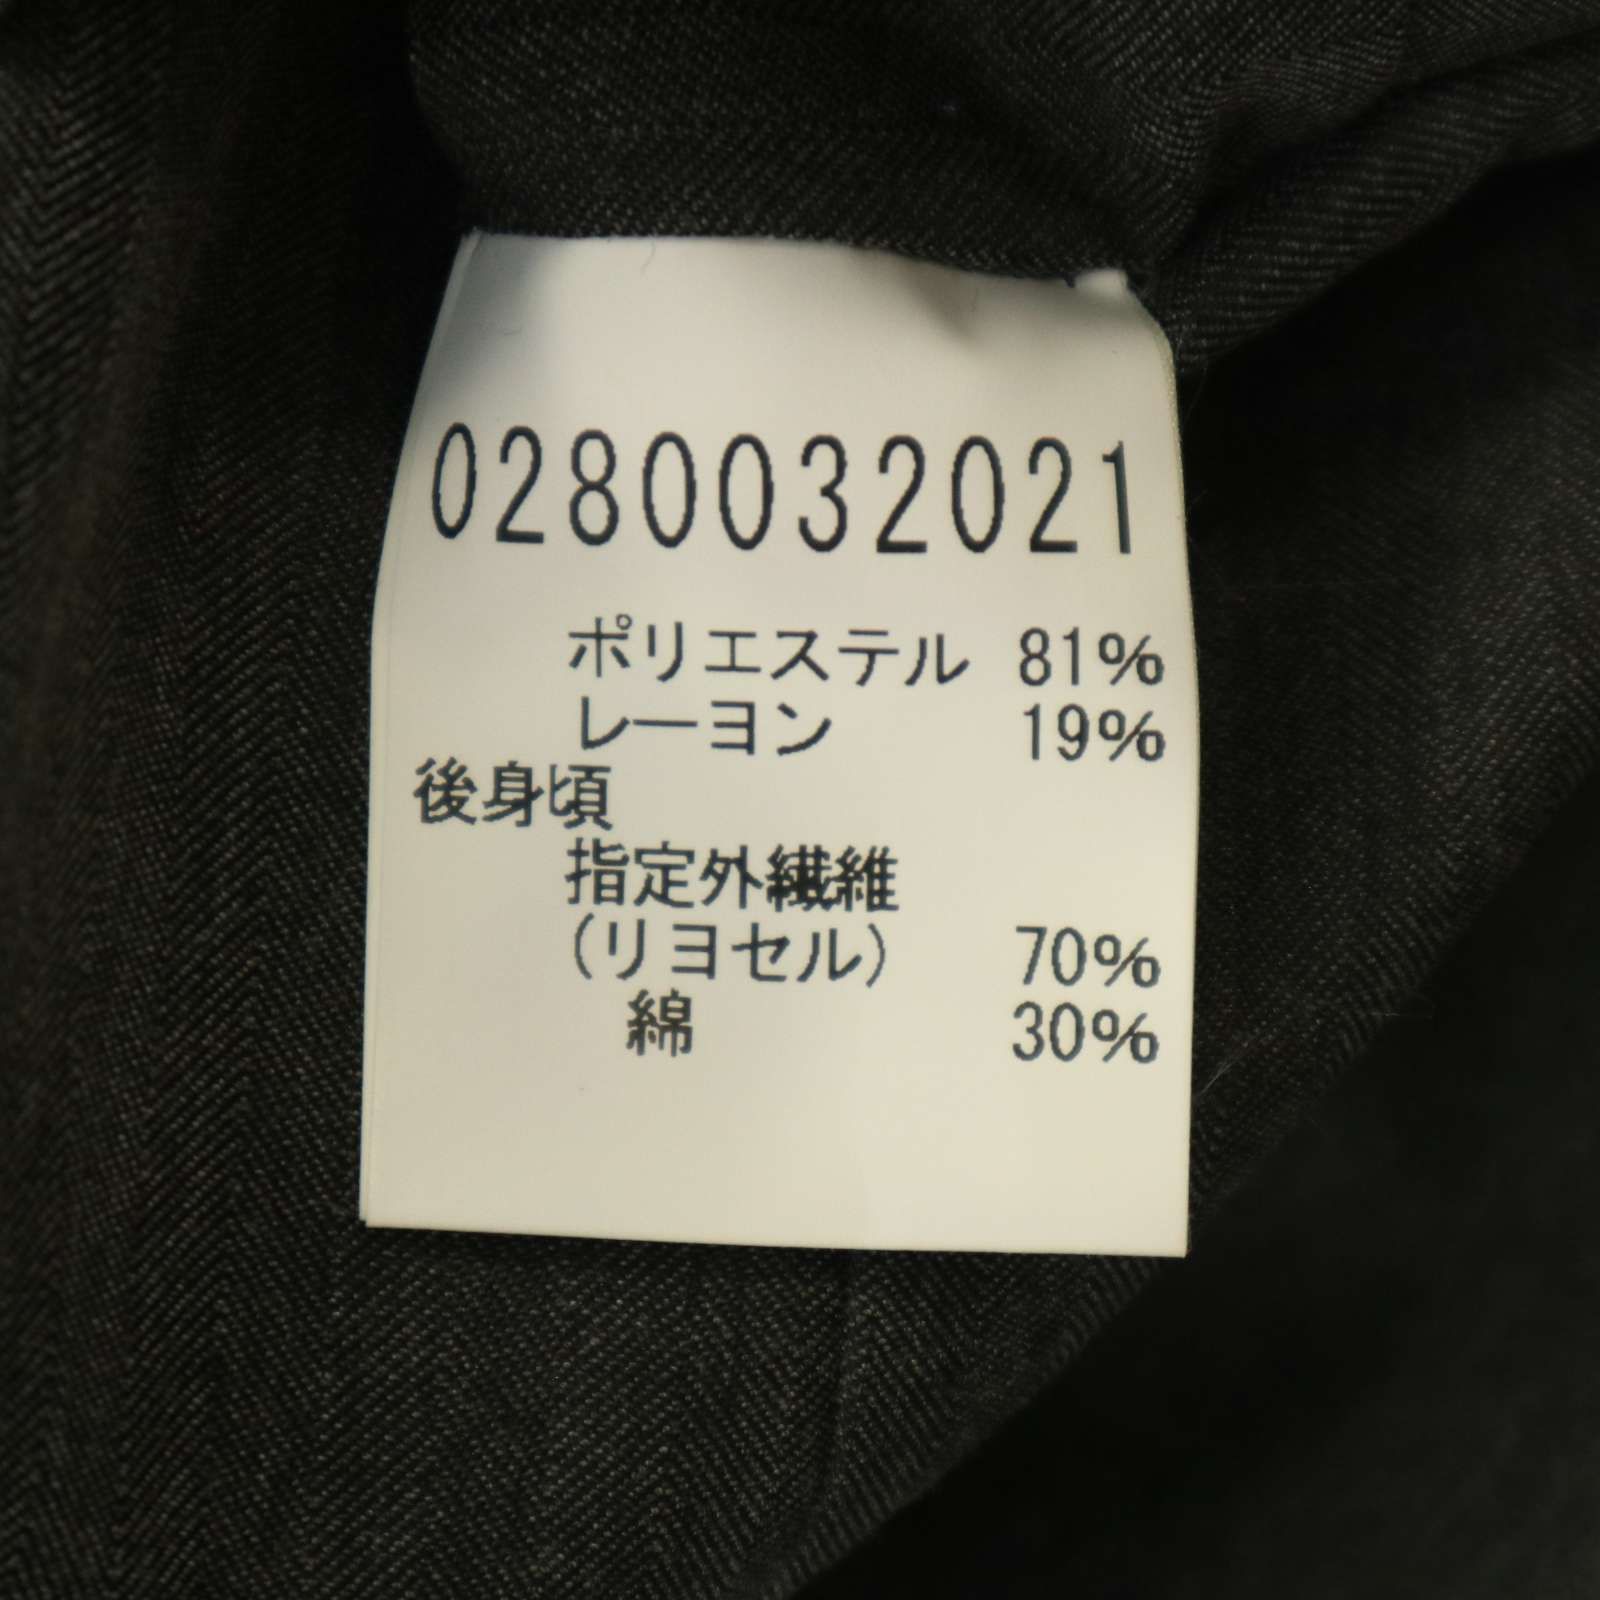 0280032021
ポリエステル 81%
レーヨン 19%
後身頃
指定外繊維
(リヨセル) 70%
綿 30%